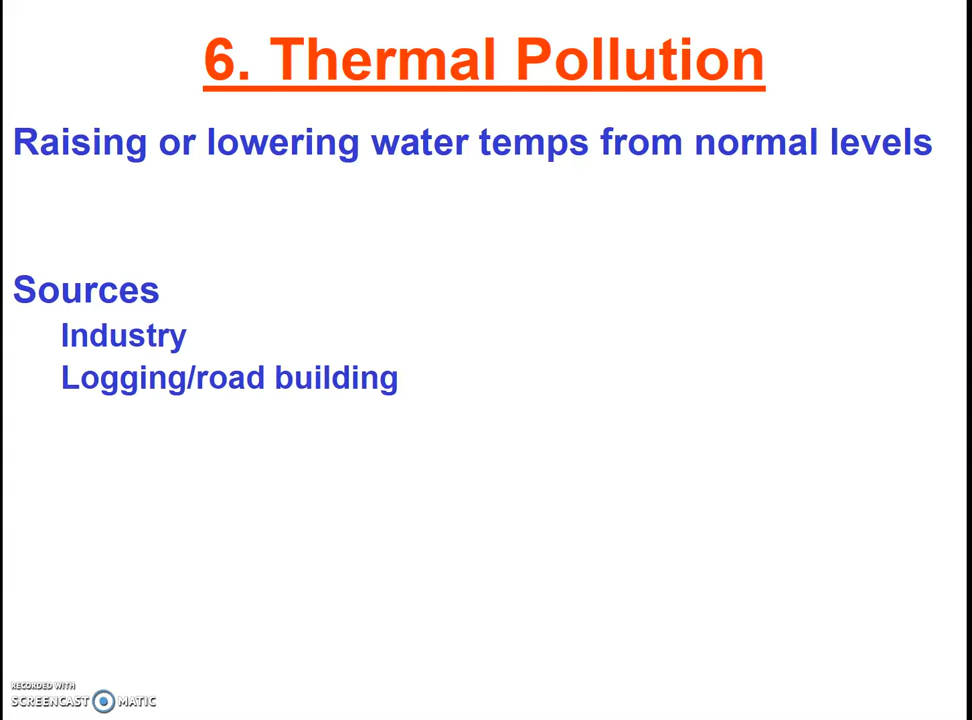 6. Thermal Pollution
Raising or lowering water temps from normal levels
Sources
Industry
Logging/road building
RECORDED WITH
SCREENCAST MATIC